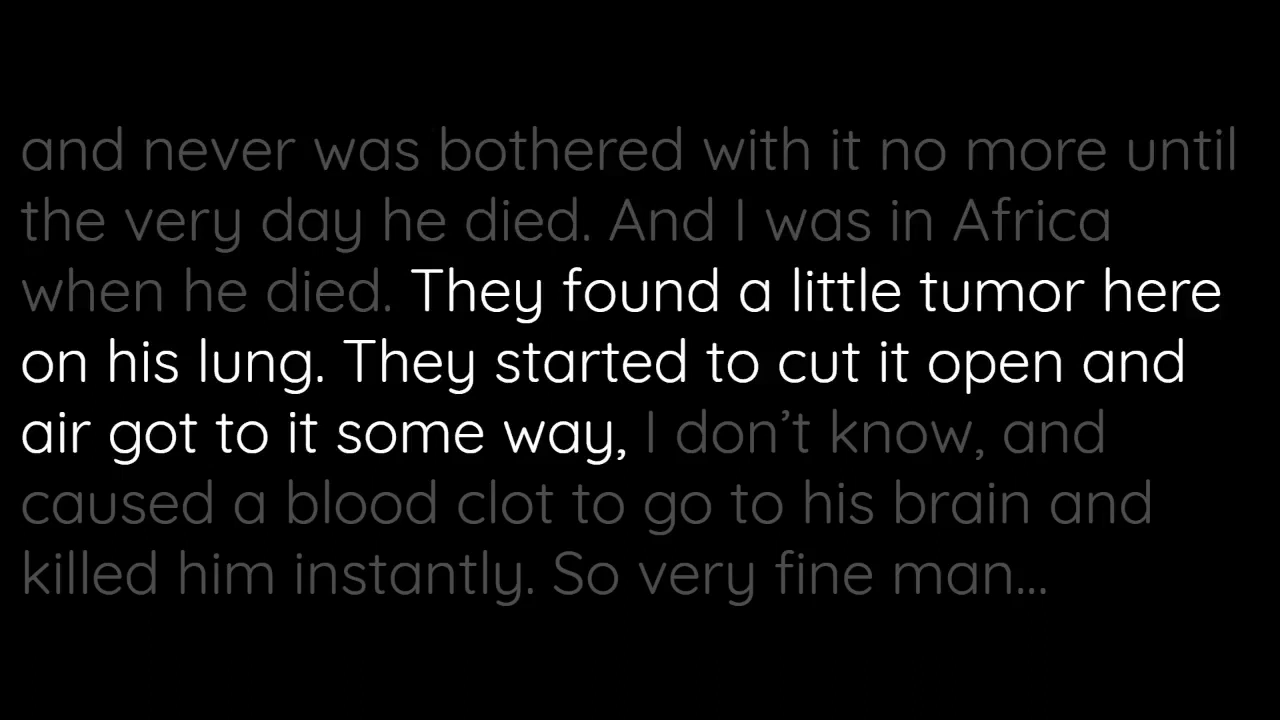 and never was bothered with it no more until
the very day he died. And I was in Africa
when he died. They found a little tumor here
on his lung. They started to cut it open and
air got to it some way, I don’t know, and
caused a blood clot to go to his brain and
killed him instantly. So very fine man...